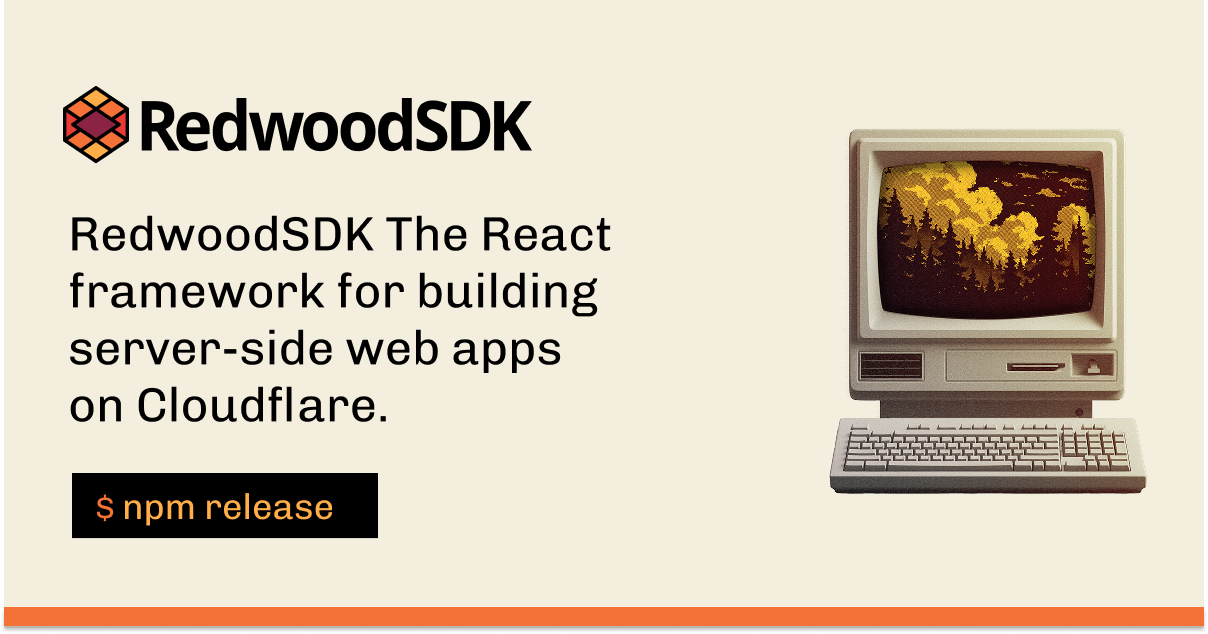 RedwoodSDK
RedwoodSDK The React
framework for building
server-side web apps
on Cloudflare.
$ npm release